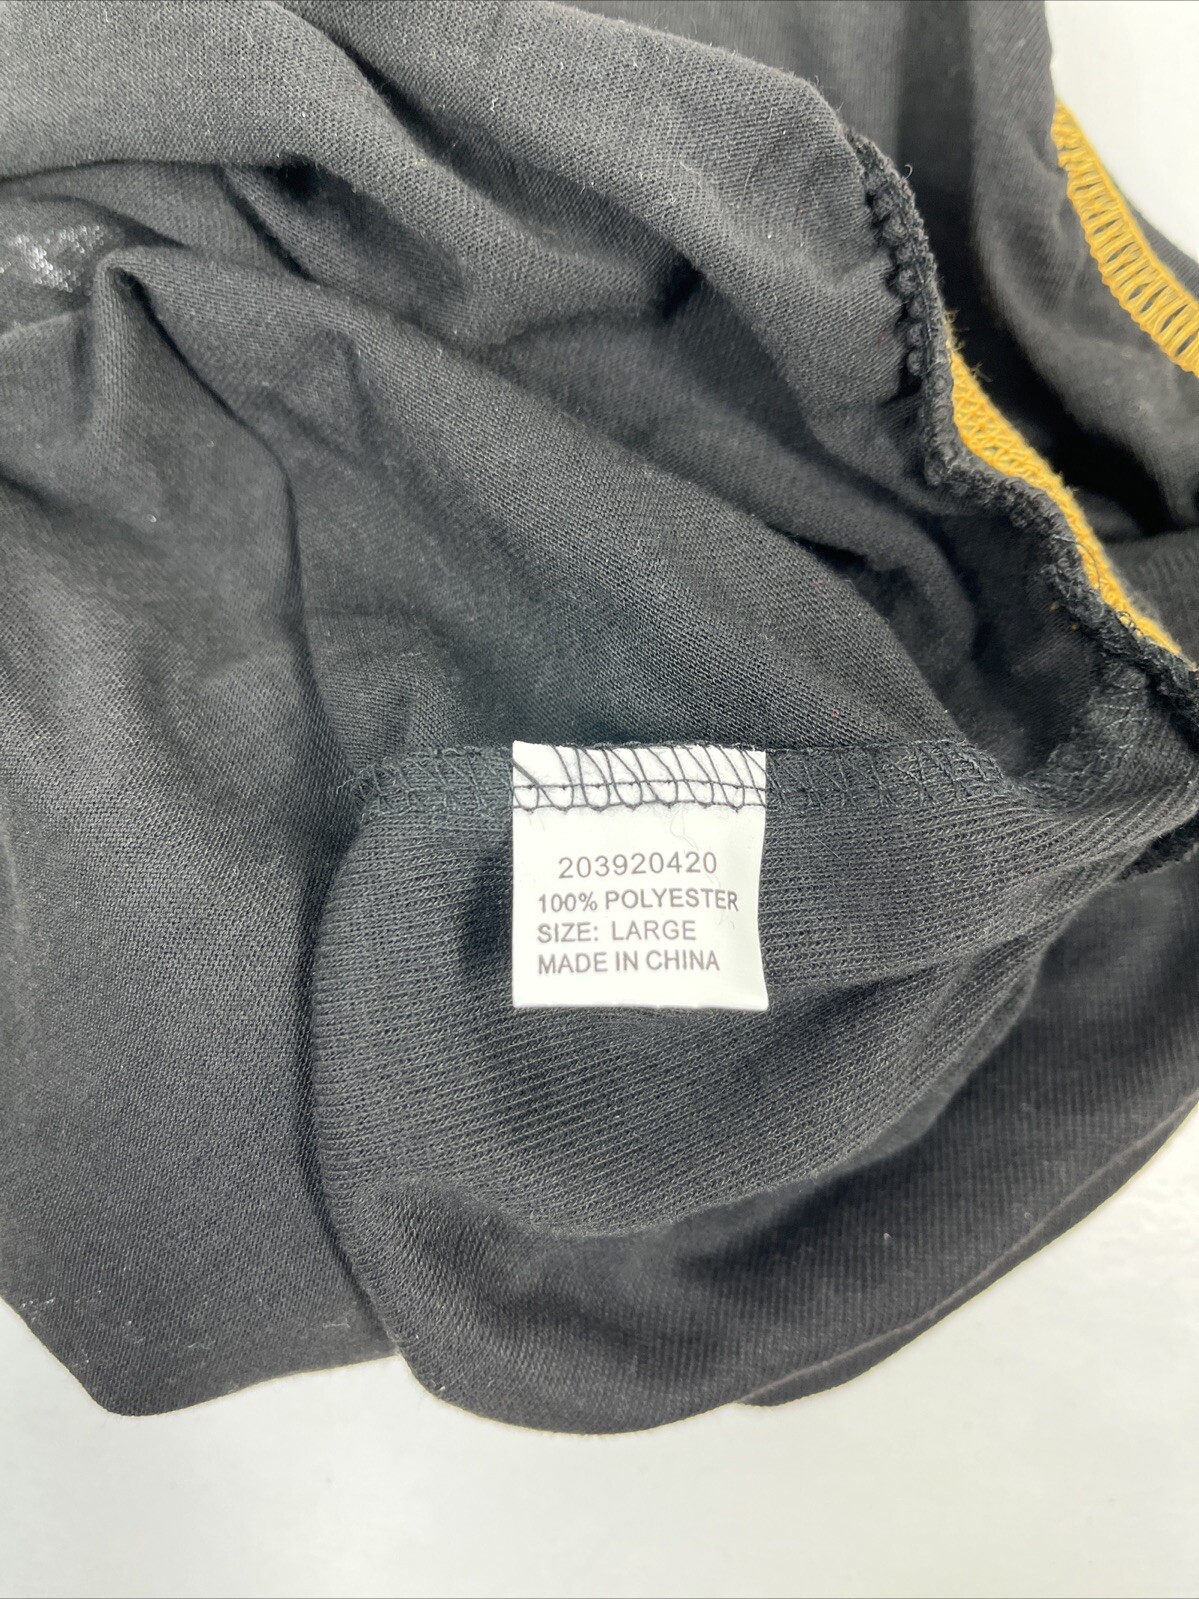 203920420
100% POLYESTER
SIZE: LARGE
MADE IN CHINA